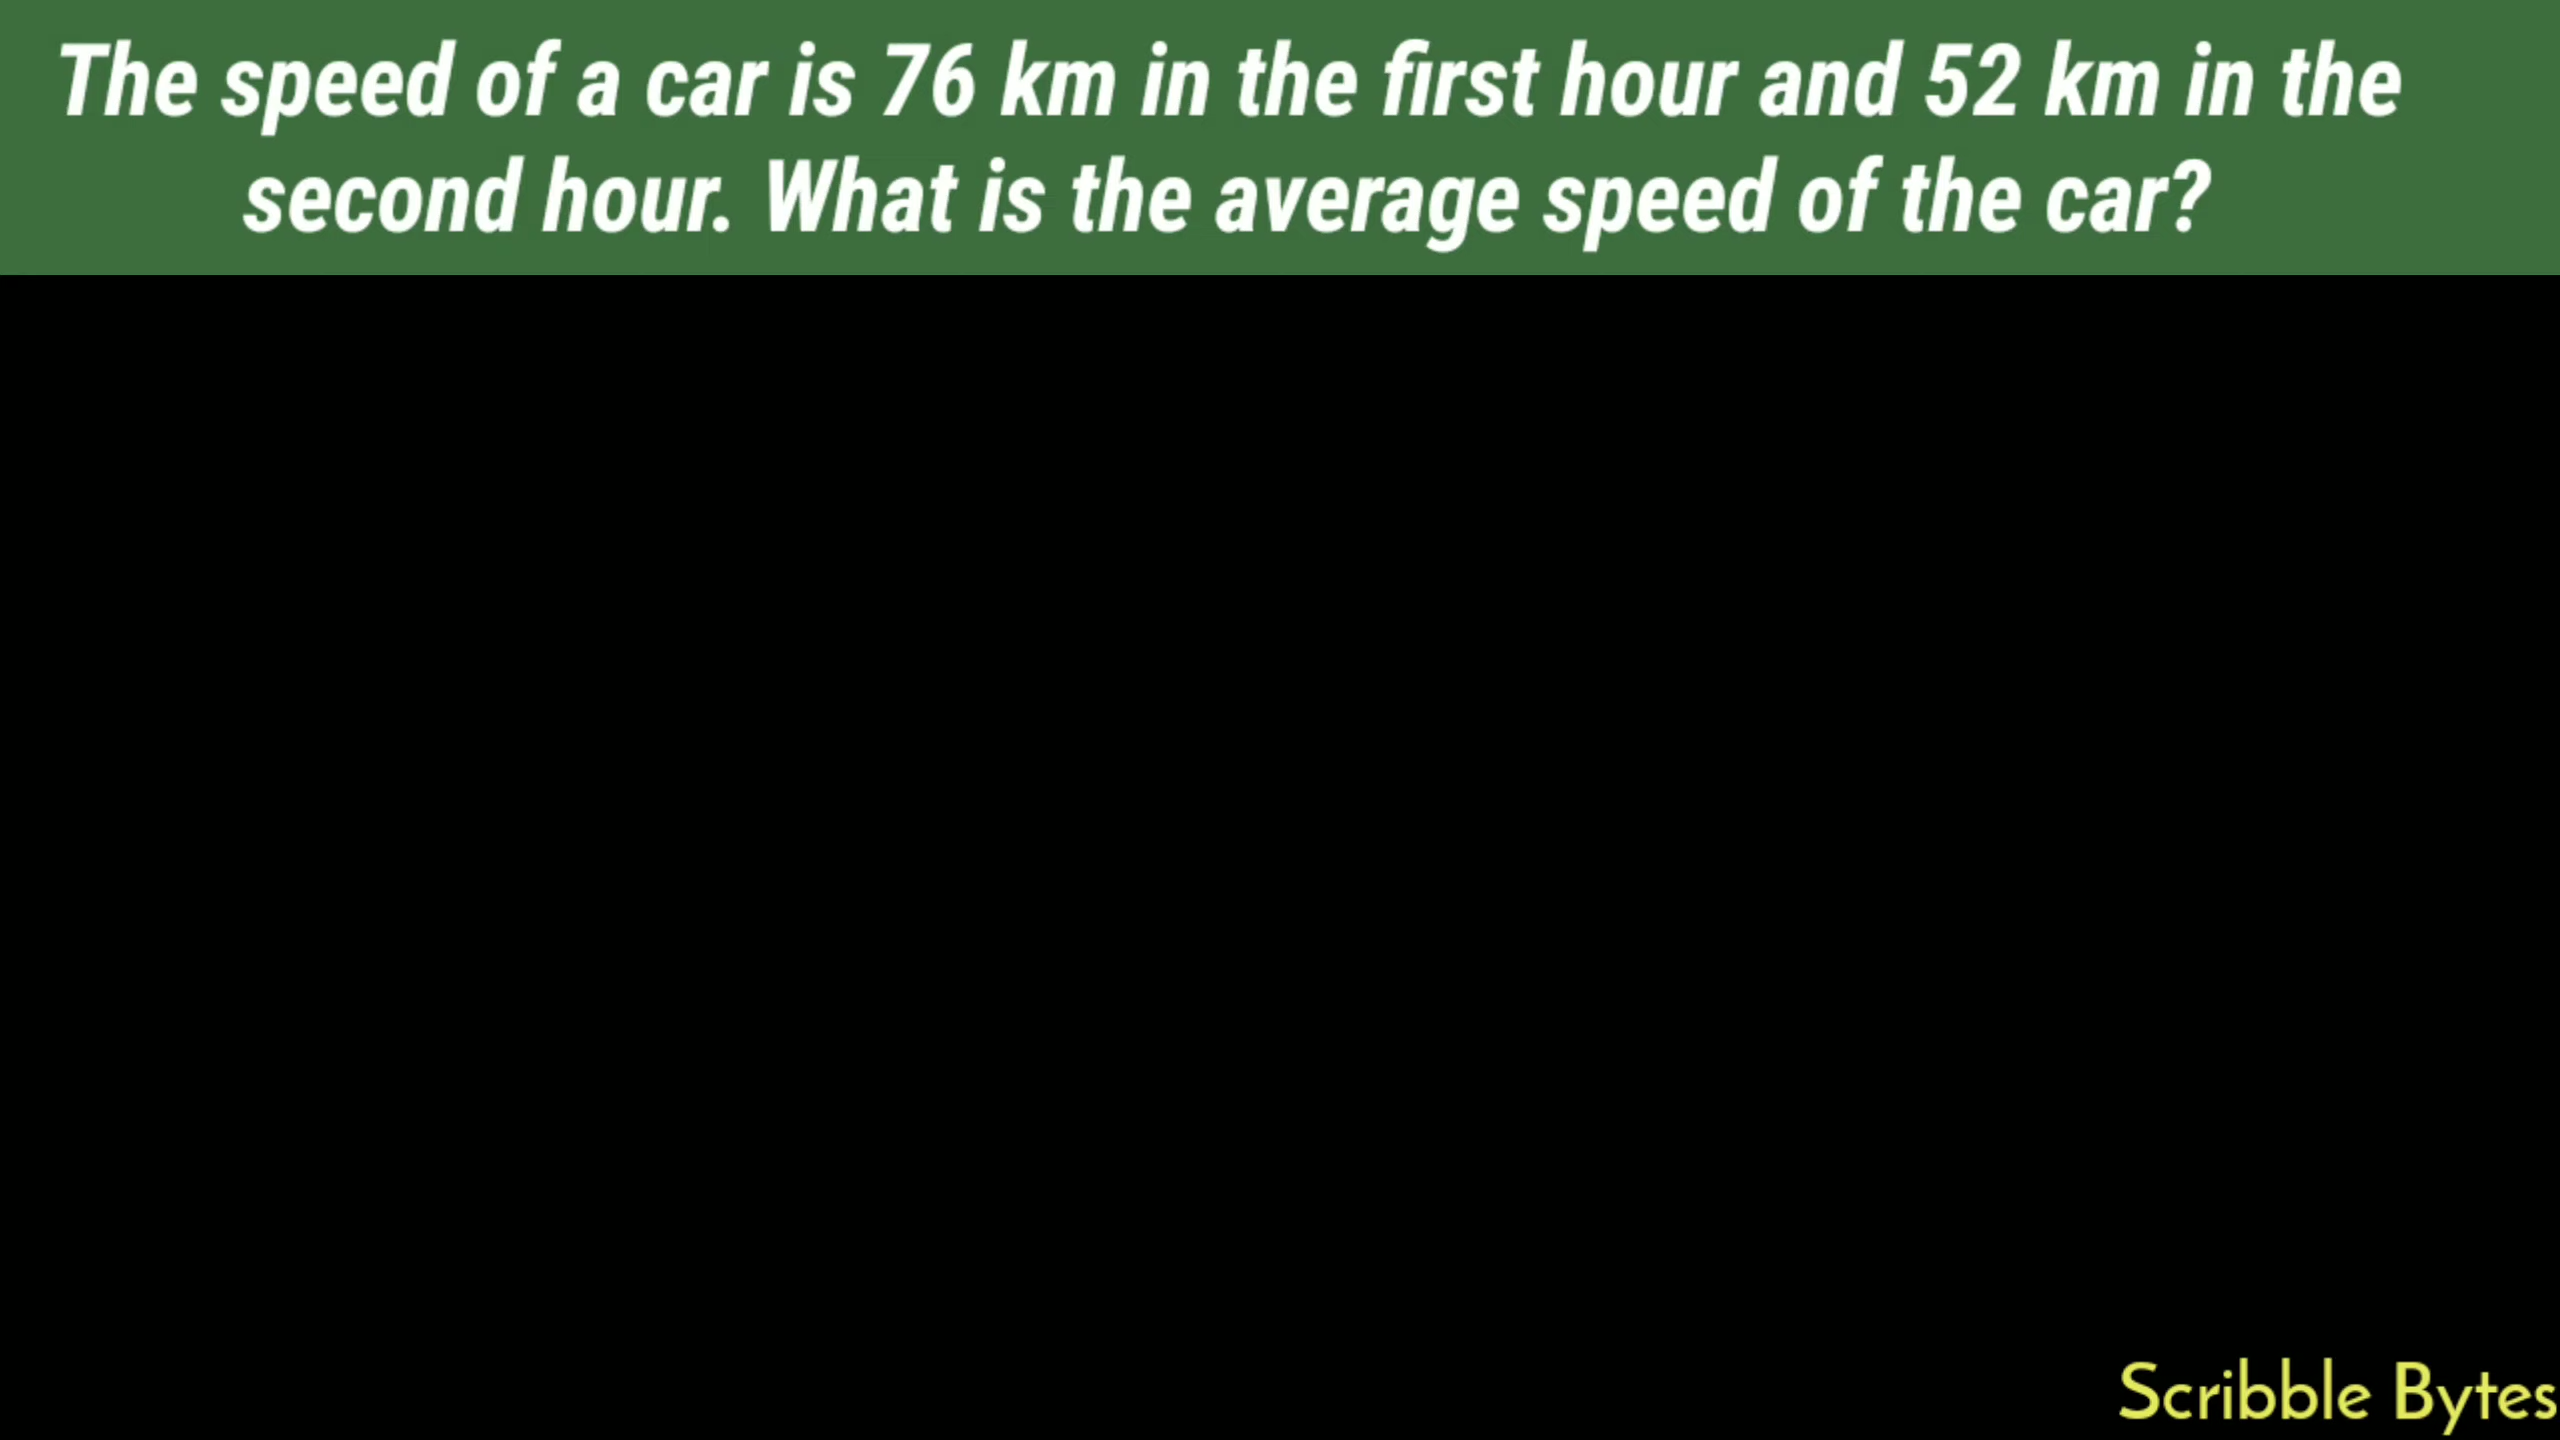 The speed of a car is 76 km in the first hour and 52 km in the
second hour. What is the average speed of the car?
Scribble Bytes